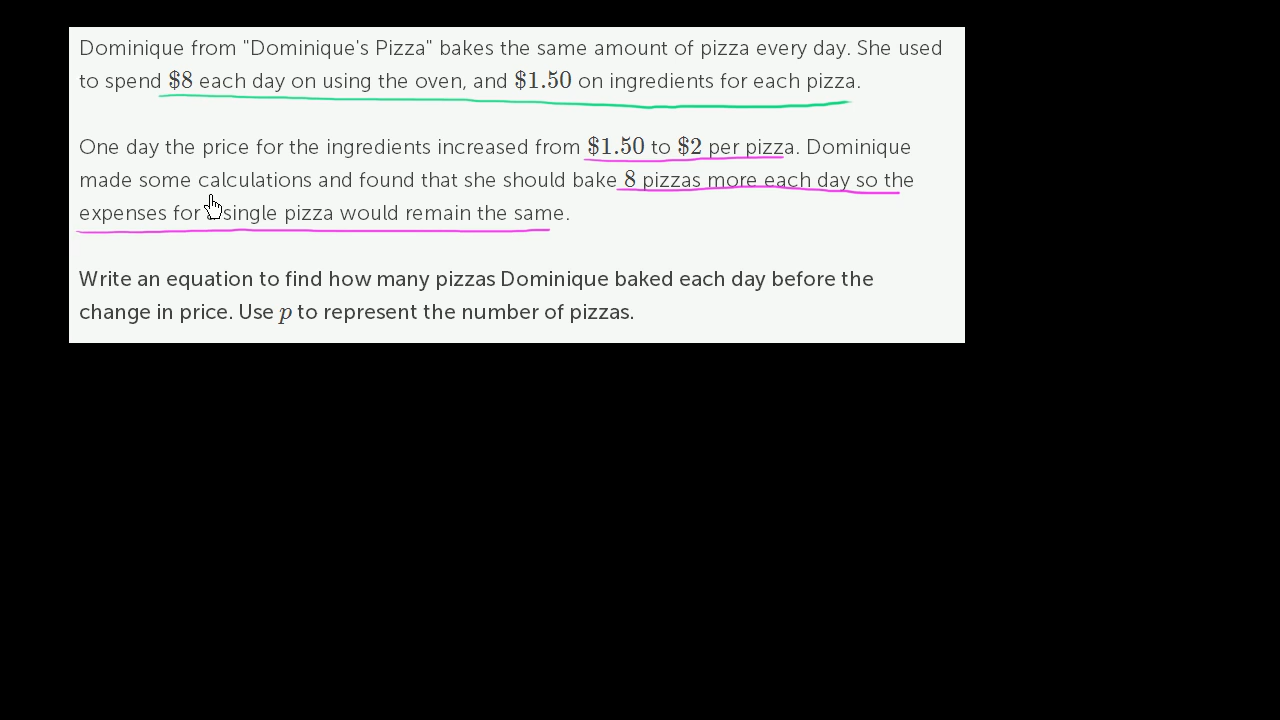 Dominique from "Dominique's Pizza" bakes the same amount of pizza every day. She used
to spend $8 each day on using the oven, and $1.50 on ingredients for each pizza.
One day the price for the ingredients increased from $1.50 to $2 per pizza. Dominique
made some calculations and found that she should bake 8 pizzas more each day so the
expenses for single pizza would remain the same.
Write an equation to find how many pizzas Dominique baked each day before the
change in price. Use p to represent the number of pizzas.